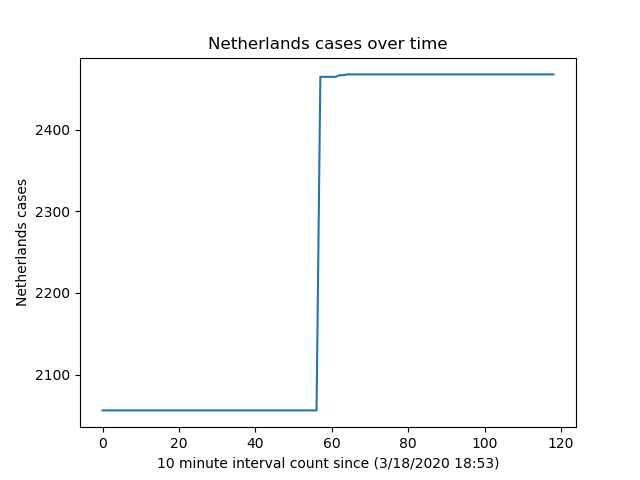 Netherlands cases over time
Netherlands cases
2400
2300
2200
2100
0 20 40 60 80 100 120
10 minute interval count since (3/18/2020 18:53)